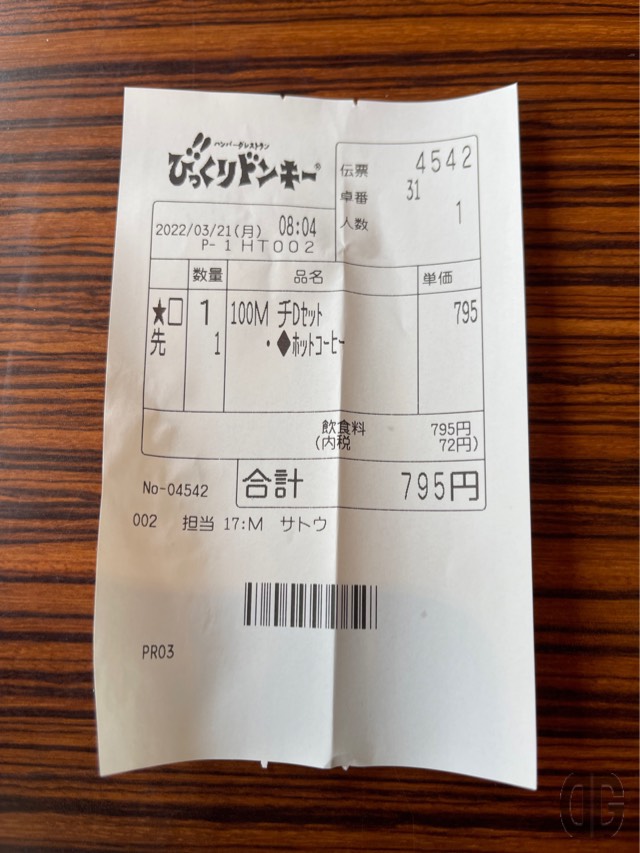 ハンバーグレストラン
びっくりドンキー
伝票 4542
卓番 31
人数 1
2022/03/21(月) 08:04
P- 1HT002
数量 品名 単価
★□ 1 100M チDセット 795
先 1 ・◆ホットコーヒー
飲食料 795円
(内税 72円)
No-04542 合計 795円
002 担当 17:M サトウ
PR03